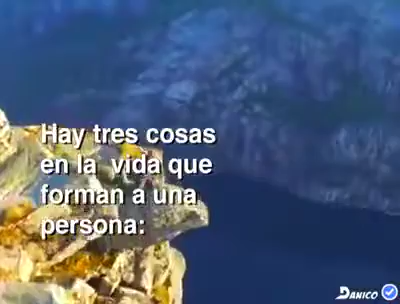 Hay tres cosas
en la vida que
forman a una
persona:
DANICO